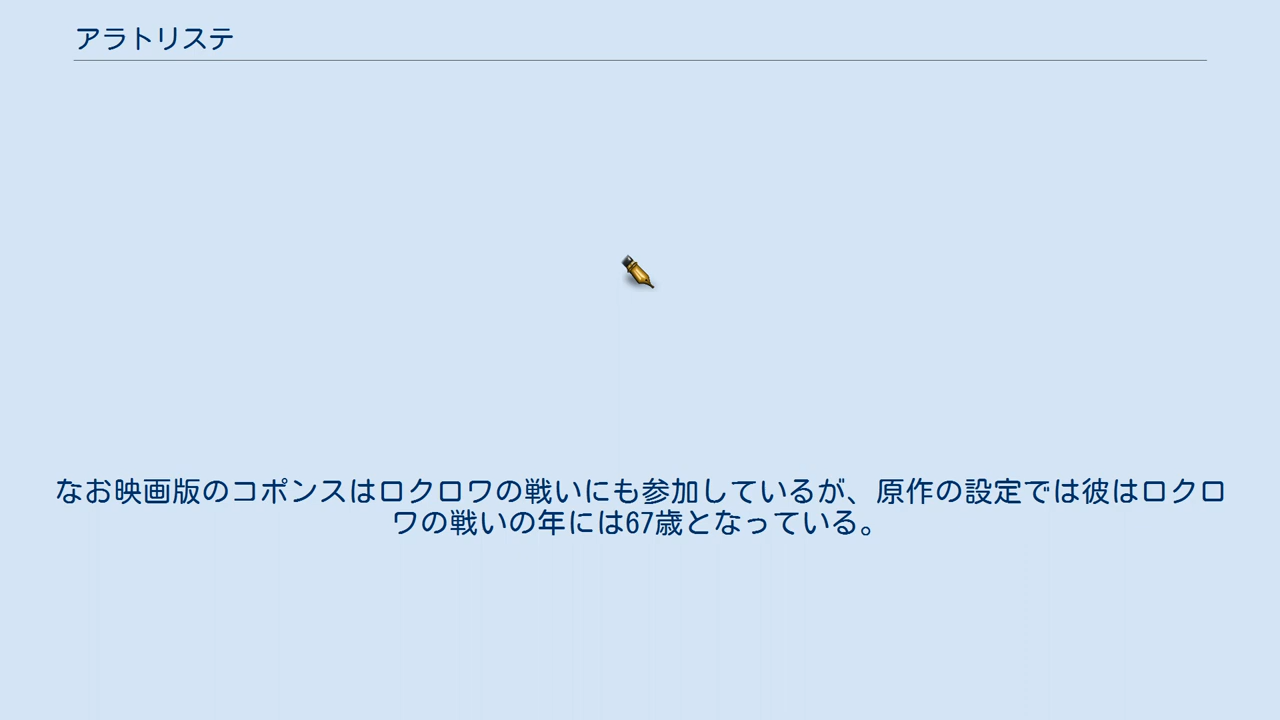 アラトリステ
なお映画版のコポンスはロクロワの戦いにも参加しているが、原作の設定では彼はロクロ
ワの戦いの年には67歳となっている。